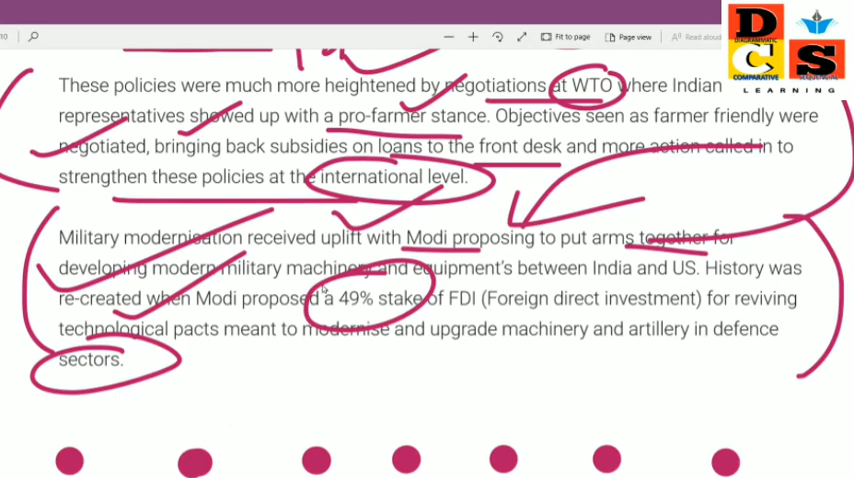 10
Fit to page
Page view
Read aloud
D
DIAGRAMMATIC
C
COMPARATIVE
S
SEQUENCIAL
LEARNING
These policies were much more heightened by negotiations at WTO where Indian
representatives showed up with a pro-farmer stance. Objectives seen as farmer friendly were
negotiated, bringing back subsidies on loans to the front desk and more action called in to
strengthen these policies at the international level.
Military modernisation received uplift with Modi proposing to put arms together for
developing modern military machinery and equipment's between India and US. History was
re-created when Modi proposed a 49% stake of FDI (Foreign direct investment) for reviving
technological pacts meant to modernise and upgrade machinery and artillery in defence
sectors.